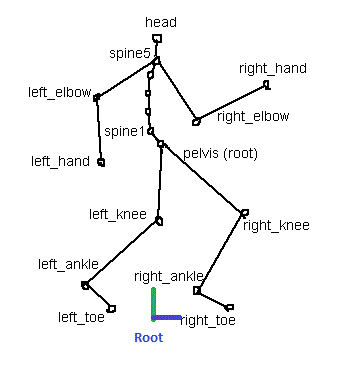 head
spine5
right_hand
left_elbow
right_elbow
spine1
left_hand
pelvis (root)
left_knee
right_knee
left_ankle
right_ankle
left_toe
right_toe
Root